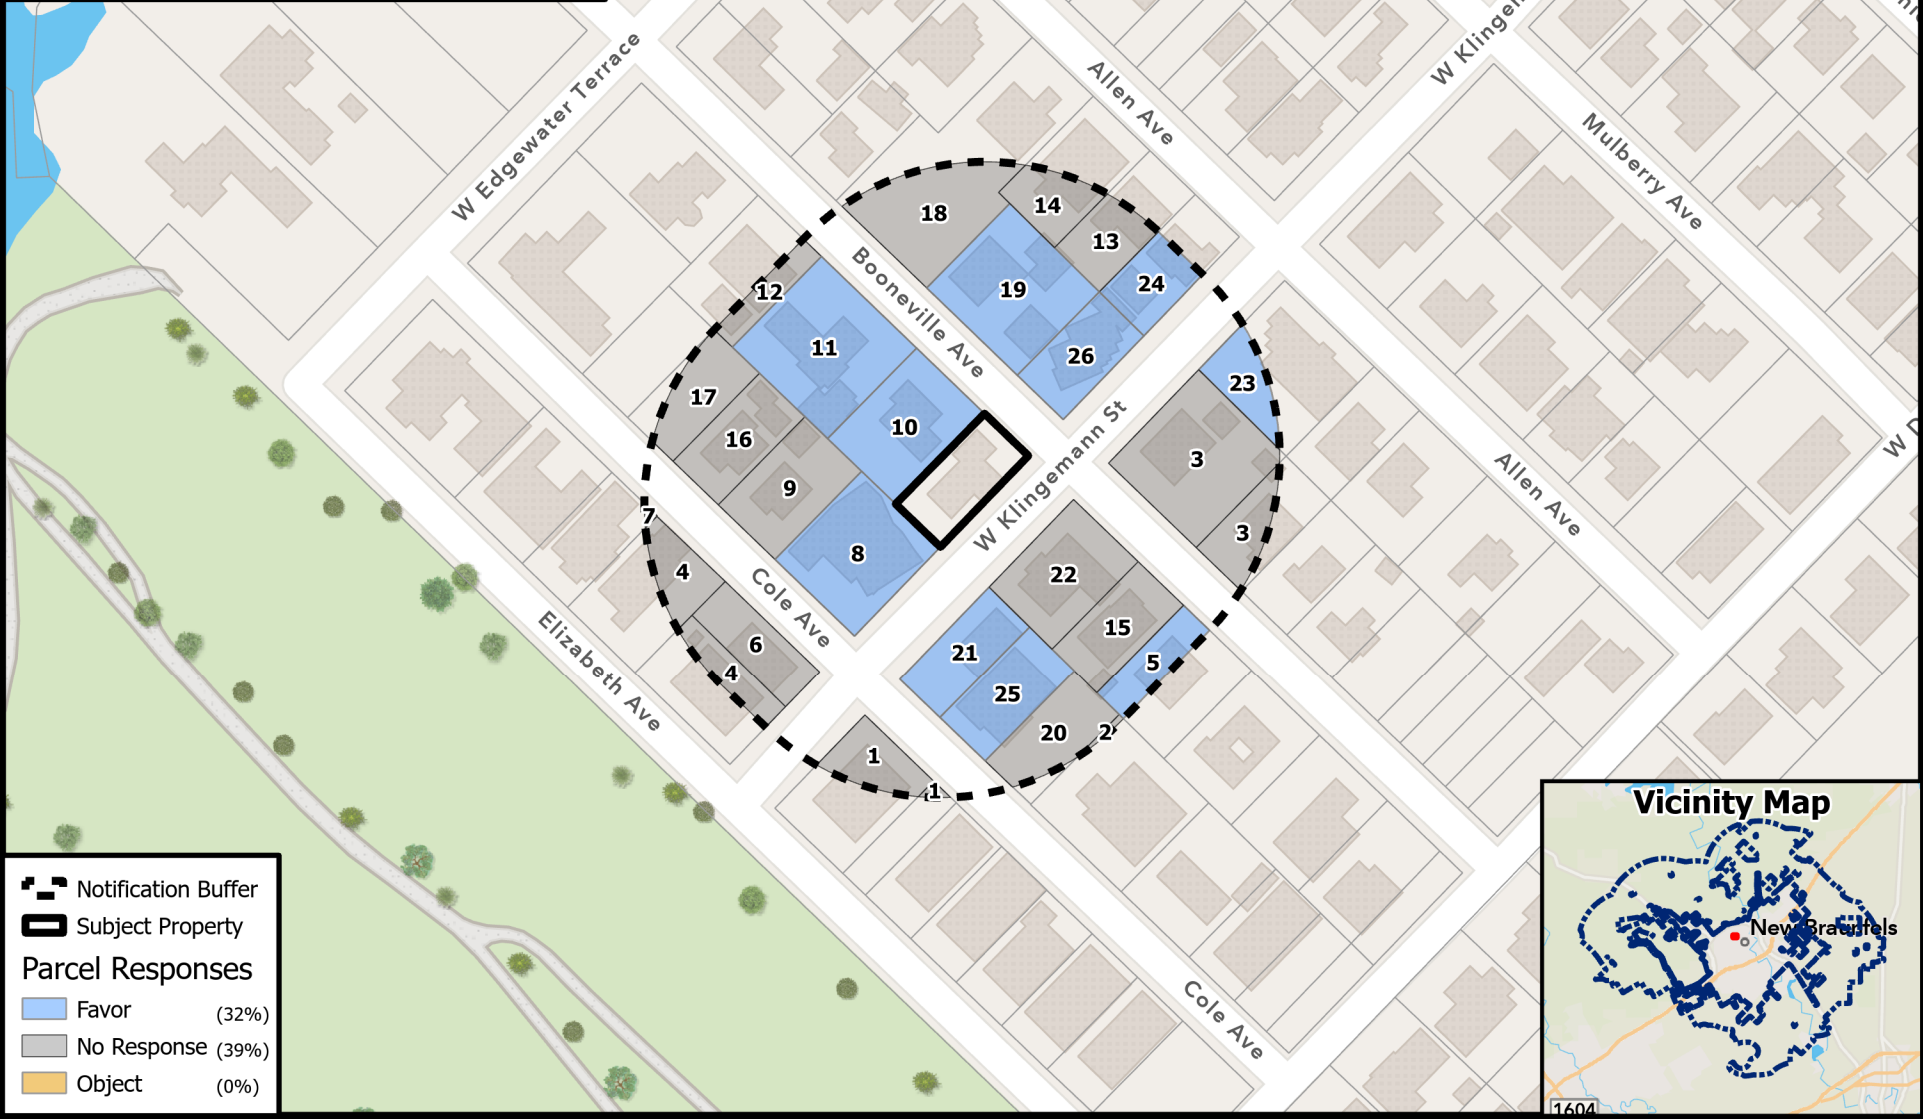 W Edgewater Terrace
Allen Ave
W Klingen
Mulberry Ave
18
14
13
24
12
Booneville Ave
19
11
26
23
17
10
16
3
W Klingemann St
9
Allen Ave
W D
7
3
8
4
22
Cole Ave
15
6
21
5
Elizabeth Ave
4
25
20
2
1
1
Cole Ave
Notification Buffer
Subject Property
Parcel Responses
Favor (32%)
No Response (39%)
Object (0%)
Vicinity Map
New Braunfels
1604